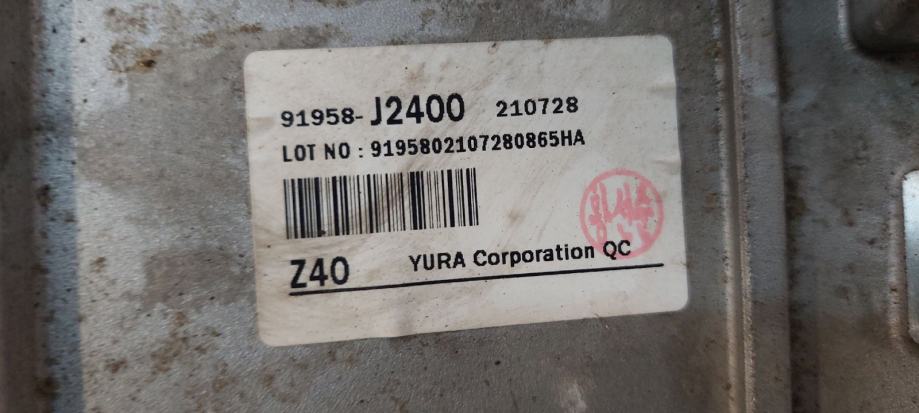 91958-J2400 210728
LOT NO : 9195802107280865HA
Z40 YURA Corporation QC